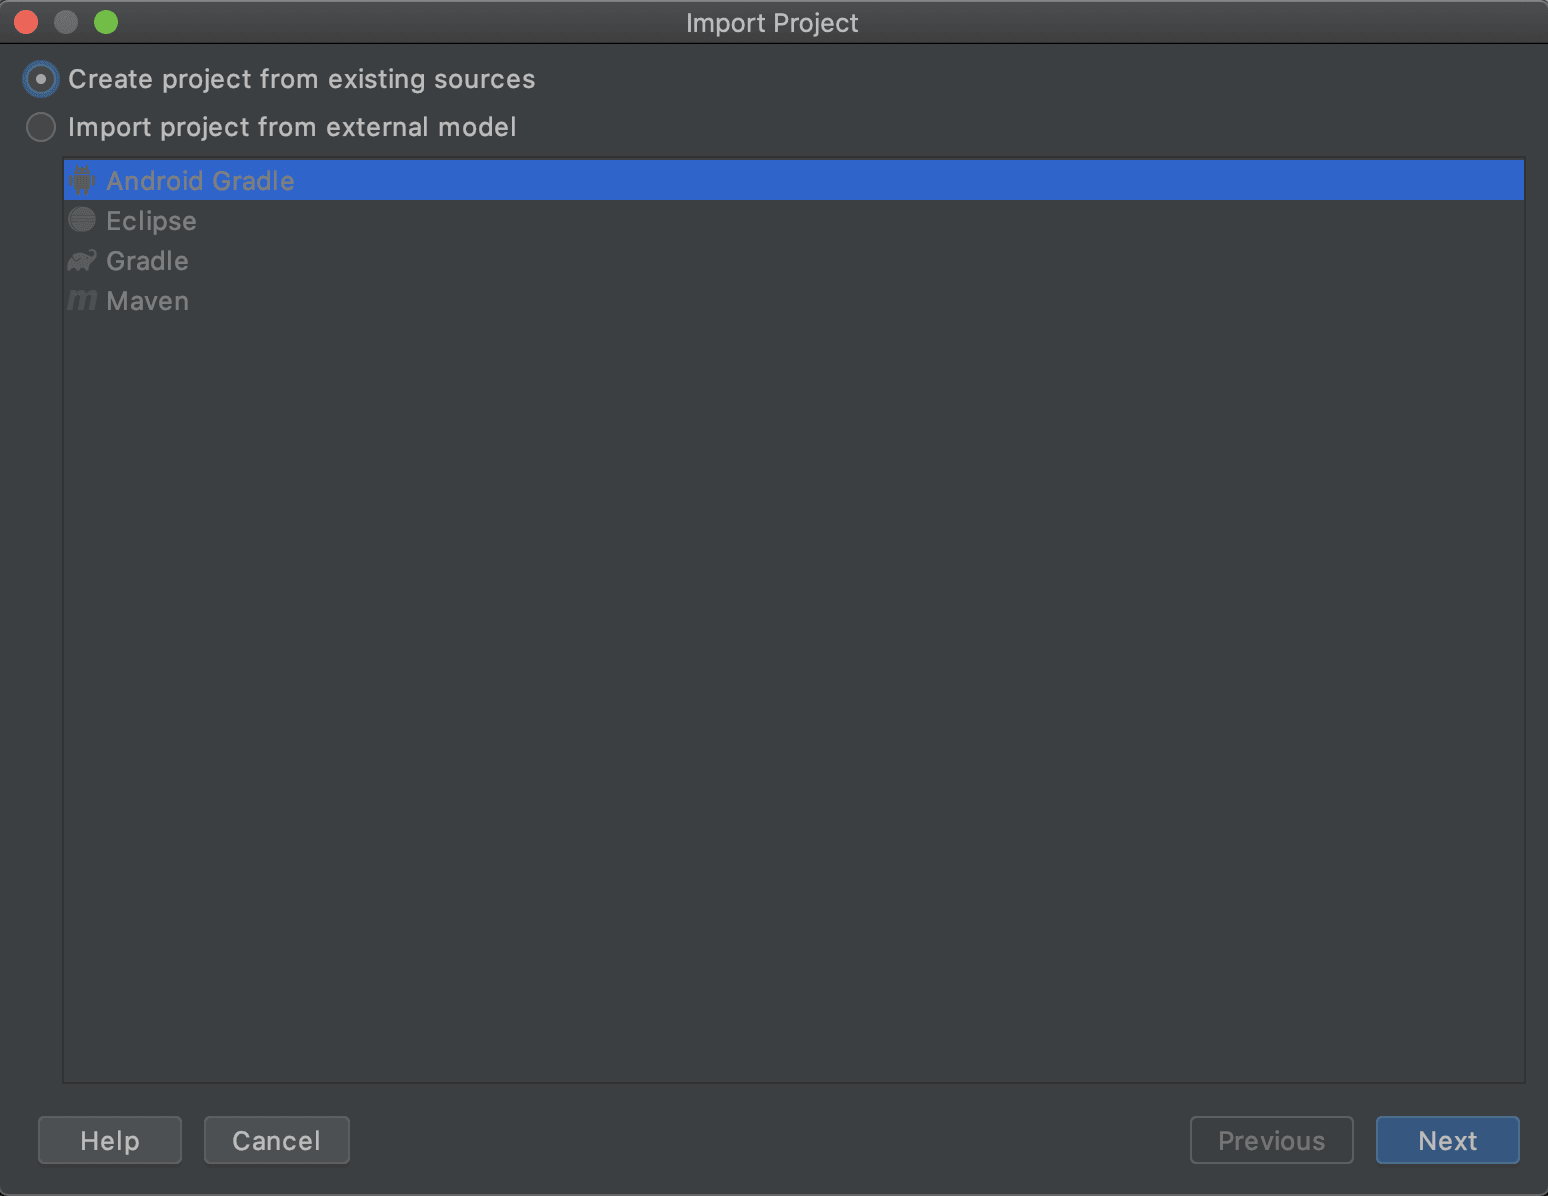 Import Project
Create project from existing sources
Import project from external model
Android Gradle
Eclipse
Gradle
m Maven
Help Cancel Previous Next